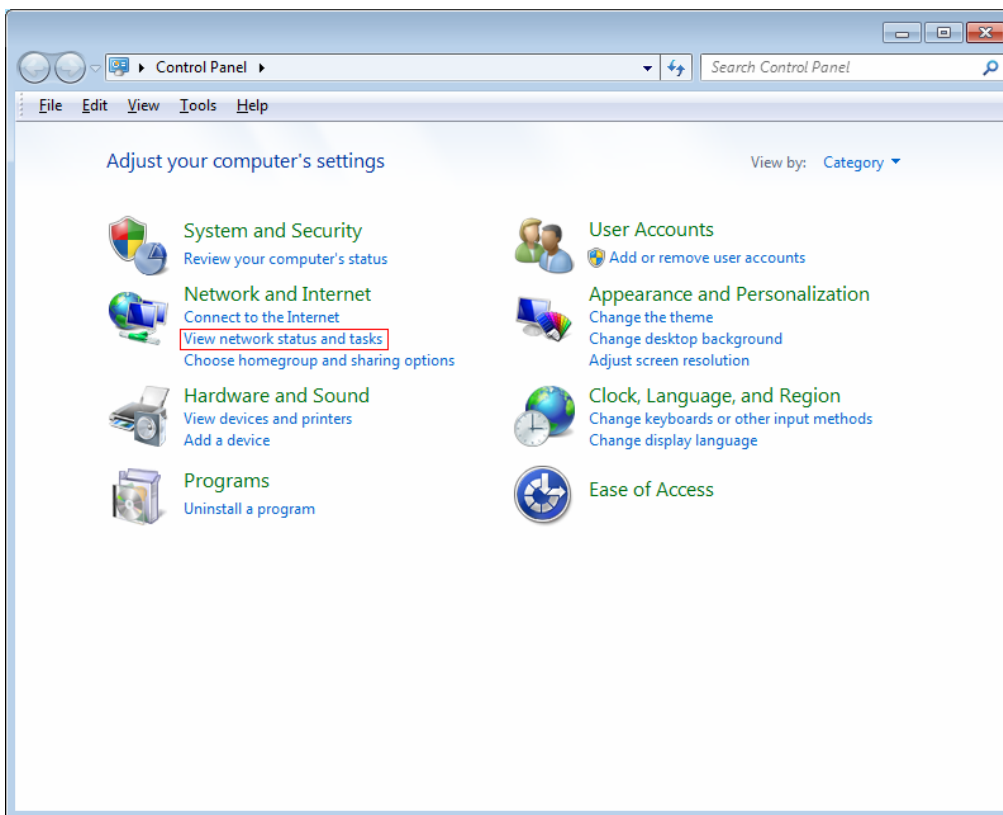 Control Panel
Search Control Panel
File Edit View Tools Help
Adjust your computer's settings
View by: Category
System and Security
Review your computer's status
Network and Internet
Connect to the Internet
View network status and tasks
Choose homegroup and sharing options
Hardware and Sound
View devices and printers
Add a device
Programs
Uninstall a program
User Accounts
Add or remove user accounts
Appearance and Personalization
Change the theme
Change desktop background
Adjust screen resolution
Clock, Language, and Region
Change keyboards or other input methods
Change display language
Ease of Access